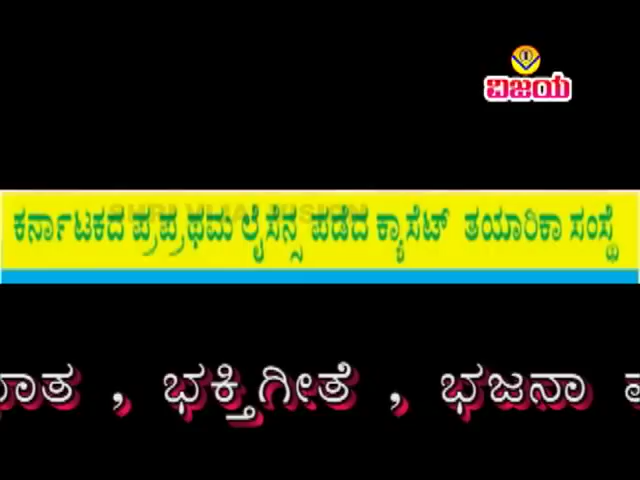 ವಿಜಯ
ಕರ್ನಾಟಕದ ಪ್ರಪ್ರಥಮ ಲೈಸೆನ್ಸ ಪಡೆದ ಕ್ಯಾಸೆಟ್ ತಯಾರಿಕಾ ಸಂಸ್ಥೆ
, ಭಕ್ತಿಗೀತೆ , ಭಜನಾ